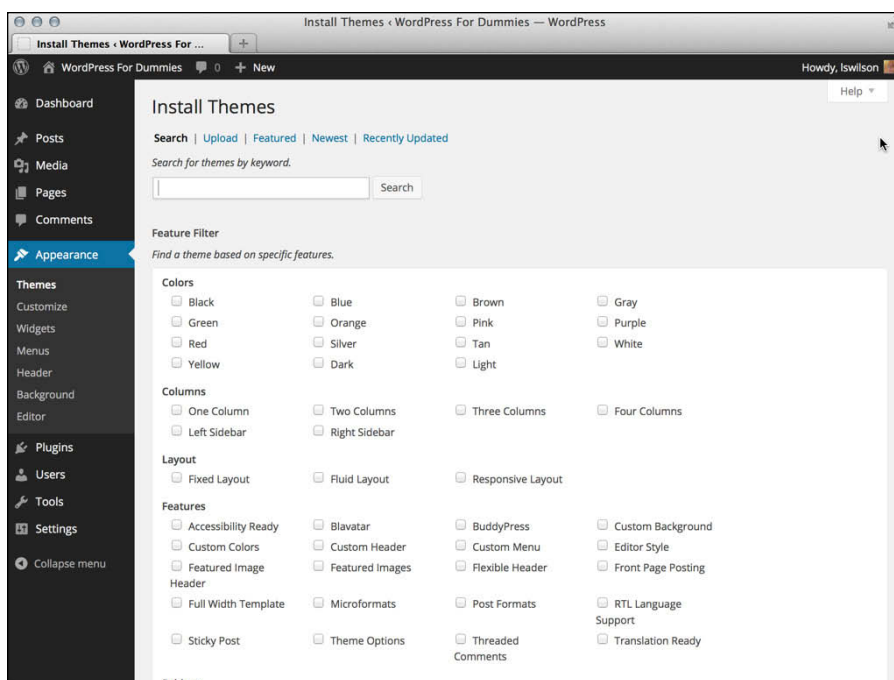 Install Themes ‹ WordPress For Dummies — WordPress
Install Themes ‹ WordPress For ...
WordPress For Dummies 0 + New Howdy, lswilson
Help
Dashboard
Posts
Media
Pages
Comments
Appearance
Themes
Customize
Widgets
Menus
Header
Background
Editor
Plugins
Users
Tools
Settings
Collapse menu
Install Themes
Search | Upload | Featured | Newest | Recently Updated
Search for themes by keyword.
Search
Feature Filter
Find a theme based on specific features.
Colors
Black Blue Brown Gray
Green Orange Pink Purple
Red Silver Tan White
Yellow Dark Light
Columns
One Column Two Columns Three Columns Four Columns
Left Sidebar Right Sidebar
Layout
Fixed Layout Fluid Layout Responsive Layout
Features
Accessibility Ready Blavatar BuddyPress Custom Background
Custom Colors Custom Header Custom Menu Editor Style
Featured Image Featured Images Flexible Header Front Page Posting
Header
Full Width Template Microformats Post Formats RTL Language
Support
Sticky Post Theme Options Threaded Translation Ready
Comments